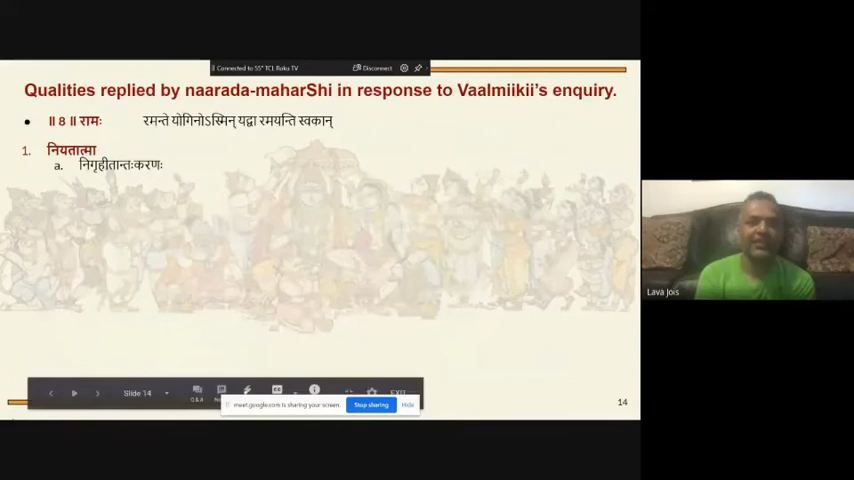 Connected to 55" TCL Roku TV
Disconnect
Qualities replied by naarada-maharShi in response to Vaalmiikii's enquiry.
• ॥ 8 ॥ रामः रमन्ते योगिनोऽस्मिन् यद्वा रमयन्ति स्वकान्
1. नियतात्मा
a. निगृहीतान्तःकरणः
Lava Jois
Slide 14
Q & A
EXIT
meet.google.com is sharing your screen.
Stop sharing
Hide
14